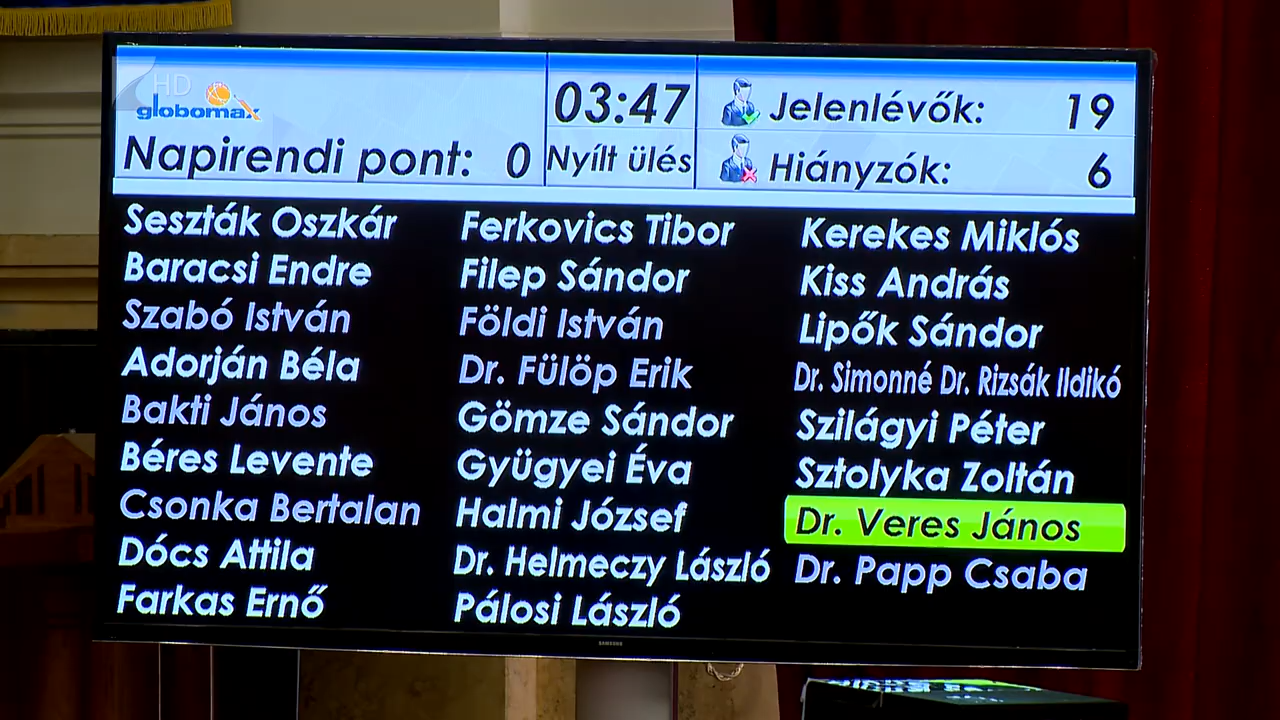 HD
globomax
Napirendi pont: 0
03:47
Nyílt ülés
Jelenlévők: 19
Hiányzók: 6
Seszták Oszkár
Baracsi Endre
Szabó István
Adorján Béla
Bakti János
Béres Levente
Csonka Bertalan
Dócs Attila
Farkas Ernő
Ferkovics Tibor
Filep Sándor
Földi István
Dr. Fülöp Erik
Gömze Sándor
Gyügyei Éva
Halmi József
Dr. Helmeczy László
Pálosi László
Kerekes Miklós
Kiss András
Lipők Sándor
Dr. Simonné Dr. Rizsák Ildikó
Szilágyi Péter
Sztolyka Zoltán
Dr. Veres János
Dr. Papp Csaba
SAMSUNG